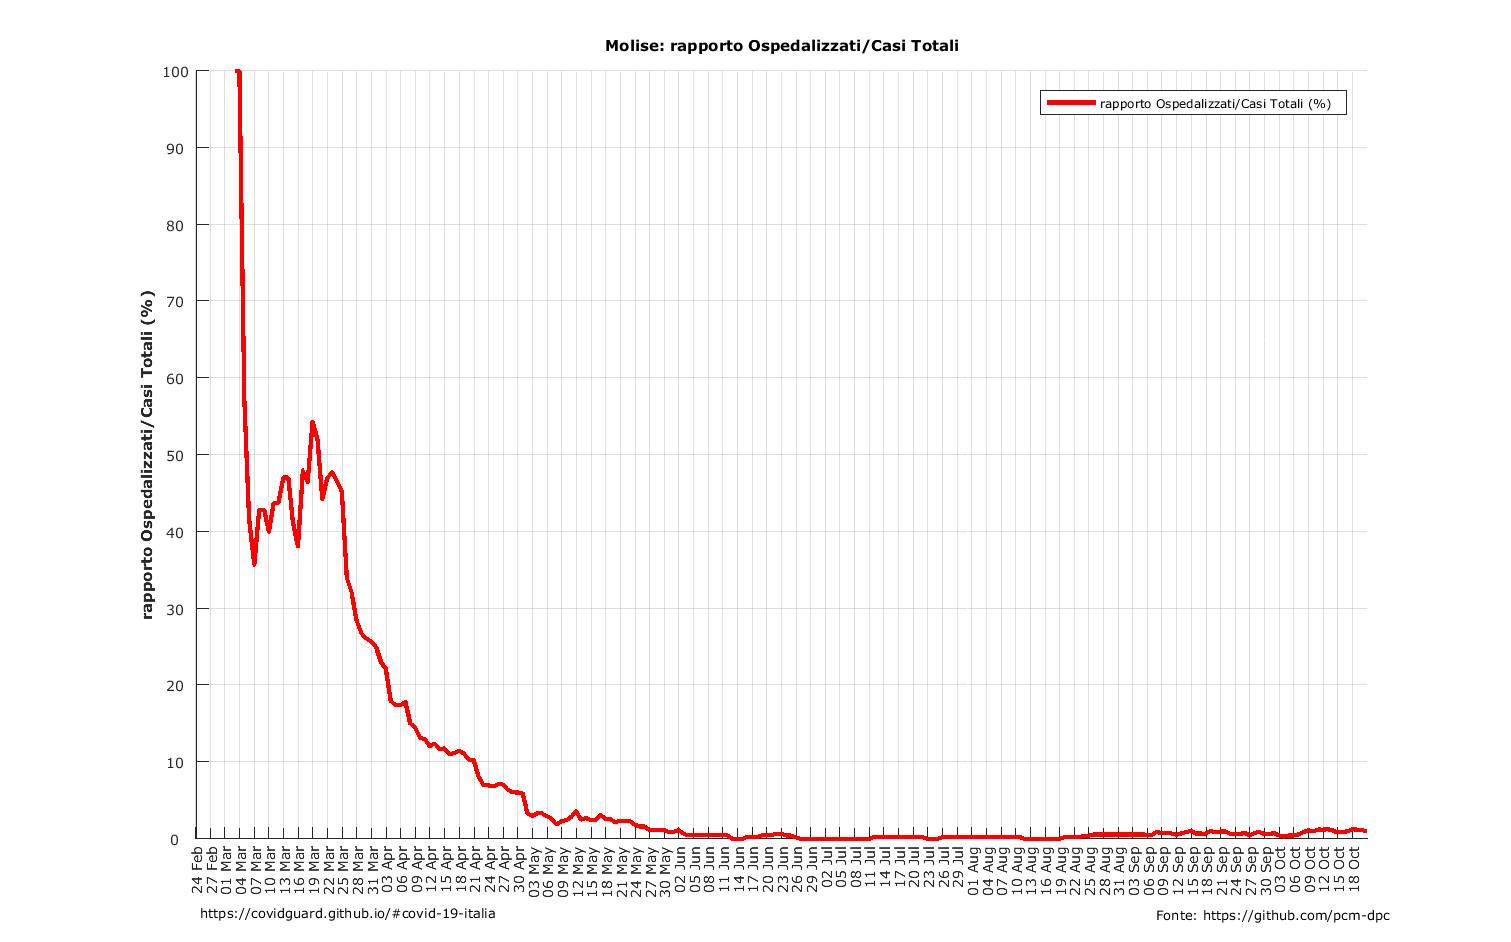 Molise: rapporto Ospedalizzati/Casi Totali
rapporto Ospedalizzati/Casi Totali (%)
rapporto Ospedalizzati/Casi Totali (%)
100
90
80
70
60
50
40
30
20
10
0
24 Feb
27 Feb
01 Mar
04 Mar
07 Mar
10 Mar
13 Mar
16 Mar
19 Mar
22 Mar
25 Mar
28 Mar
31 Mar
03 Apr
06 Apr
09 Apr
12 Apr
15 Apr
18 Apr
21 Apr
24 Apr
27 Apr
30 Apr
03 May
06 May
09 May
12 May
15 May
18 May
21 May
24 May
27 May
30 May
02 Jun
05 Jun
08 Jun
11 Jun
14 Jun
17 Jun
20 Jun
23 Jun
26 Jun
29 Jun
02 Jul
05 Jul
08 Jul
11 Jul
14 Jul
17 Jul
20 Jul
23 Jul
26 Jul
29 Jul
01 Aug
04 Aug
07 Aug
10 Aug
13 Aug
16 Aug
19 Aug
22 Aug
25 Aug
28 Aug
31 Aug
03 Sep
06 Sep
09 Sep
12 Sep
15 Sep
18 Sep
21 Sep
24 Sep
27 Sep
30 Sep
03 Oct
06 Oct
09 Oct
12 Oct
15 Oct
18 Oct
https://covidguard.github.io/#covid-19-italia
Fonte: https://github.com/pcm-dpc